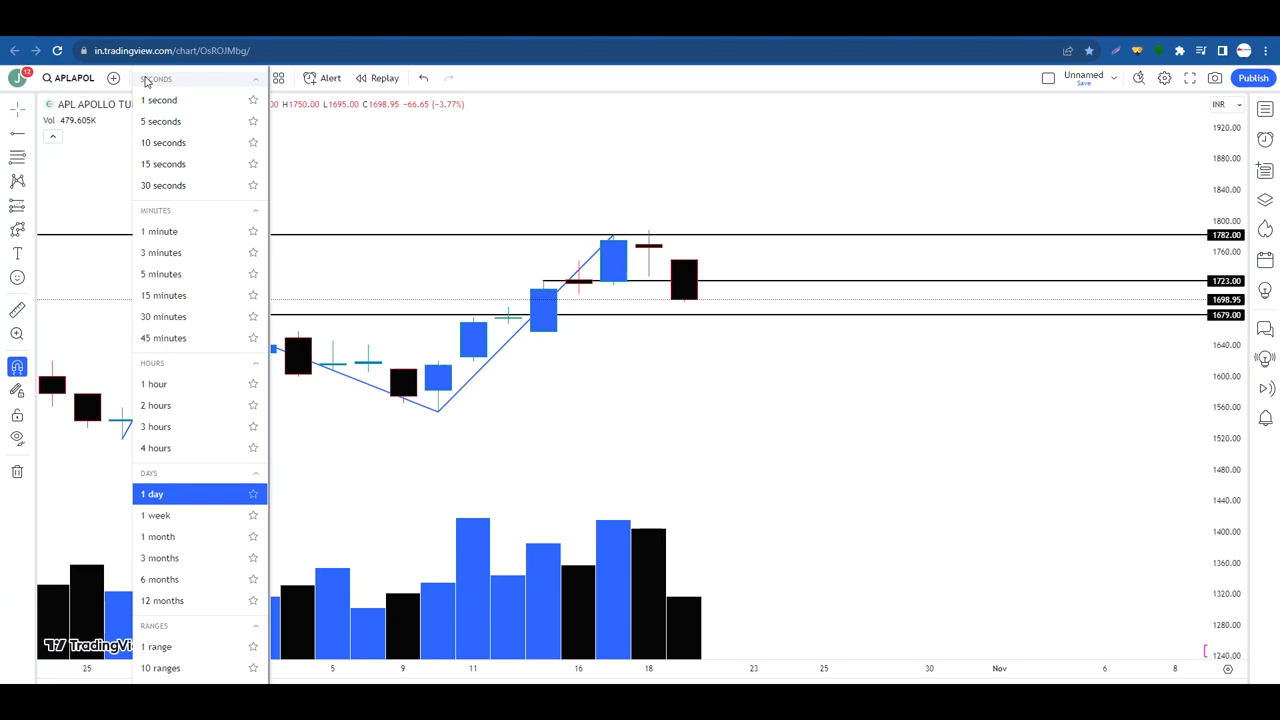 in.tradingview.com/chart/OsROJMbg/
J
12
APLAPOL
Alert
Replay
Unnamed
Save
Publish
APL APOLLO TU
H1750.00 L1695.00 C1698.95 −66.65 (−3.77%)
Vol 479.605K
INR
SECONDS
1 second
5 seconds
10 seconds
15 seconds
30 seconds
MINUTES
1 minute
3 minutes
5 minutes
15 minutes
30 minutes
45 minutes
HOURS
1 hour
2 hours
3 hours
4 hours
DAYS
1 day
1 week
1 month
3 months
6 months
12 months
RANGES
1 range
10 ranges
1920.00
1880.00
1840.00
1800.00
1782.00
1760.00
1723.00
1698.95
1679.00
1640.00
1600.00
1560.00
1520.00
1480.00
1440.00
1400.00
1360.00
1320.00
1280.00
1240.00
TradingVie
25
5
9
11
16
18
23
25
30
Nov
6
8